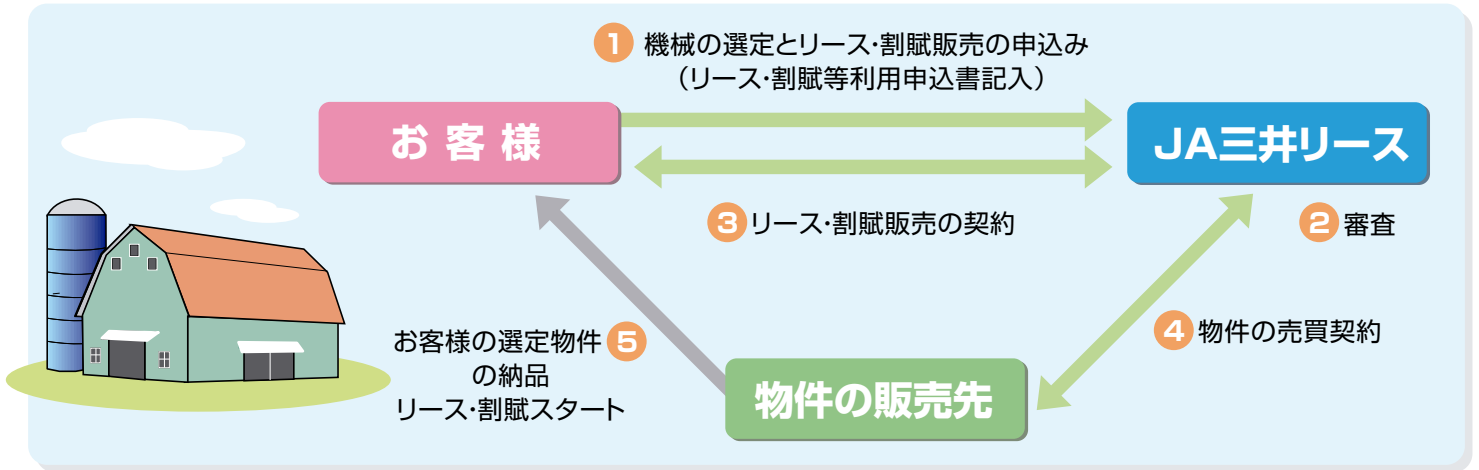 1 機械の選定とリース・割賦販売の申込み
（リース・割賦等利用申込書記入）
お客様
JA三井リース
3 リース・割賦販売の契約
2 審査
4 物件の売買契約
お客様の選定物件 5
の納品
リース・割賦スタート
物件の販売先